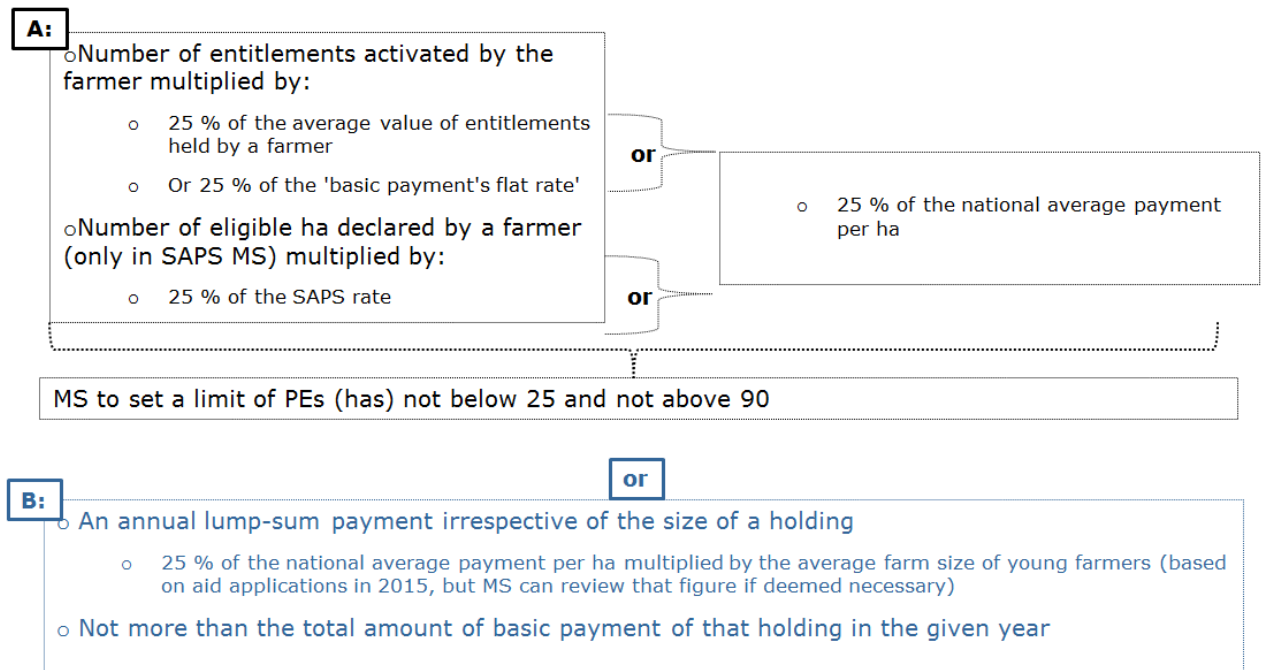 A:
oNumber of entitlements activated by the
farmer multiplied by:
o 25 % of the average value of entitlements
held by a farmer
o Or 25 % of the 'basic payment's flat rate'
or
oNumber of eligible ha declared by a farmer
(only in SAPS MS) multiplied by:
o 25 % of the SAPS rate
or
o 25 % of the national average payment
per ha
MS to set a limit of PEs (has) not below 25 and not above 90
or
B:
o An annual lump-sum payment irrespective of the size of a holding
o 25 % of the national average payment per ha multiplied by the average farm size of young farmers (based
on aid applications in 2015, but MS can review that figure if deemed necessary)
o Not more than the total amount of basic payment of that holding in the given year